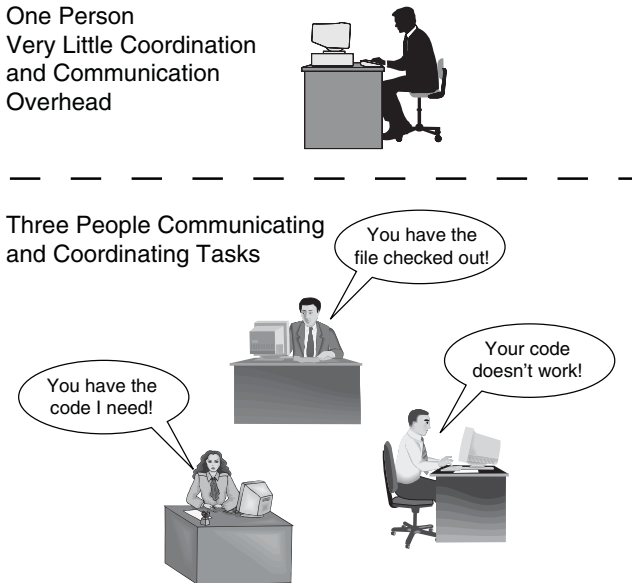 One Person
Very Little Coordination
and Communication
Overhead
Three People Communicating
and Coordinating Tasks
You have the
file checked out!
Your code
doesn’t work!
You have the
code I need!